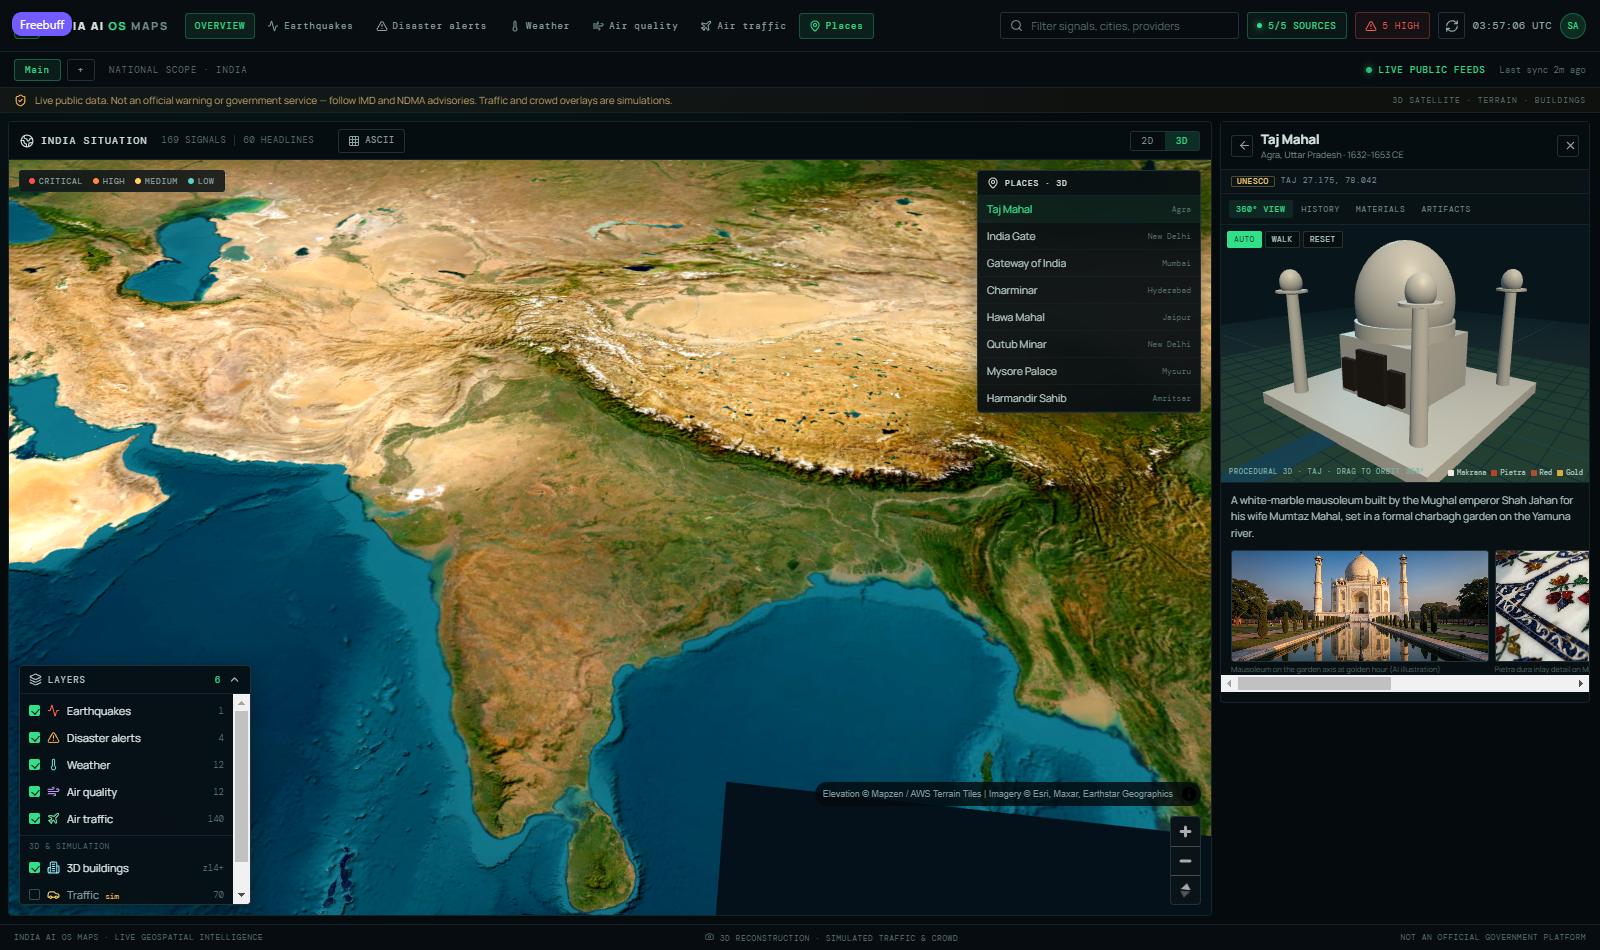 Freebuff
IA AI OS MAPS
OVERVIEW
Earthquakes
Disaster alerts
Weather
Air quality
Air traffic
Places
Filter signals, cities, providers
5/5 SOURCES
5 HIGH
03:57:06 UTC
SA
Main
+
NATIONAL SCOPE · INDIA
LIVE PUBLIC FEEDS
Last sync 2m ago
Live public data. Not an official warning or government service — follow IMD and NDMA advisories. Traffic and crowd overlays are simulations.
3D SATELLITE · TERRAIN · BUILDINGS
INDIA SITUATION
169 SIGNALS | 60 HEADLINES
ASCII
2D
3D
CRITICAL
HIGH
MEDIUM
LOW
PLACES · 3D
Taj Mahal Agra
India Gate New Delhi
Gateway of India Mumbai
Charminar Hyderabad
Hawa Mahal Jaipur
Qutub Minar New Delhi
Mysore Palace Mysuru
Harmandir Sahib Amritsar
LAYERS 6
Earthquakes 1
Disaster alerts 4
Weather 12
Air quality 12
Air traffic 140
3D & SIMULATION
3D buildings z14+
Traffic sim 70
Elevation © Mapzen / AWS Terrain Tiles | Imagery © Esri, Maxar, Earthstar Geographics
Taj Mahal
Agra, Uttar Pradesh · 1632–1653 CE
UNESCO
TAJ 27.175, 78.042
360° VIEW
HISTORY
MATERIALS
ARTIFACTS
AUTO
WALK
RESET
PROCEDURAL 3D · TAJ · DRAG TO ORBIT 360°
Makrana
Pietra
Red
Gold
A white-marble mausoleum built by the Mughal emperor Shah Jahan for
his wife Mumtaz Mahal, set in a formal charbagh garden on the Yamuna
river.
Mausoleum on the garden axis at golden hour (AI illustration)
Pietra dura inlay detail on M
INDIA AI OS MAPS · LIVE GEOSPATIAL INTELLIGENCE
3D RECONSTRUCTION · SIMULATED TRAFFIC & CROWD
NOT AN OFFICIAL GOVERNMENT PLATFORM